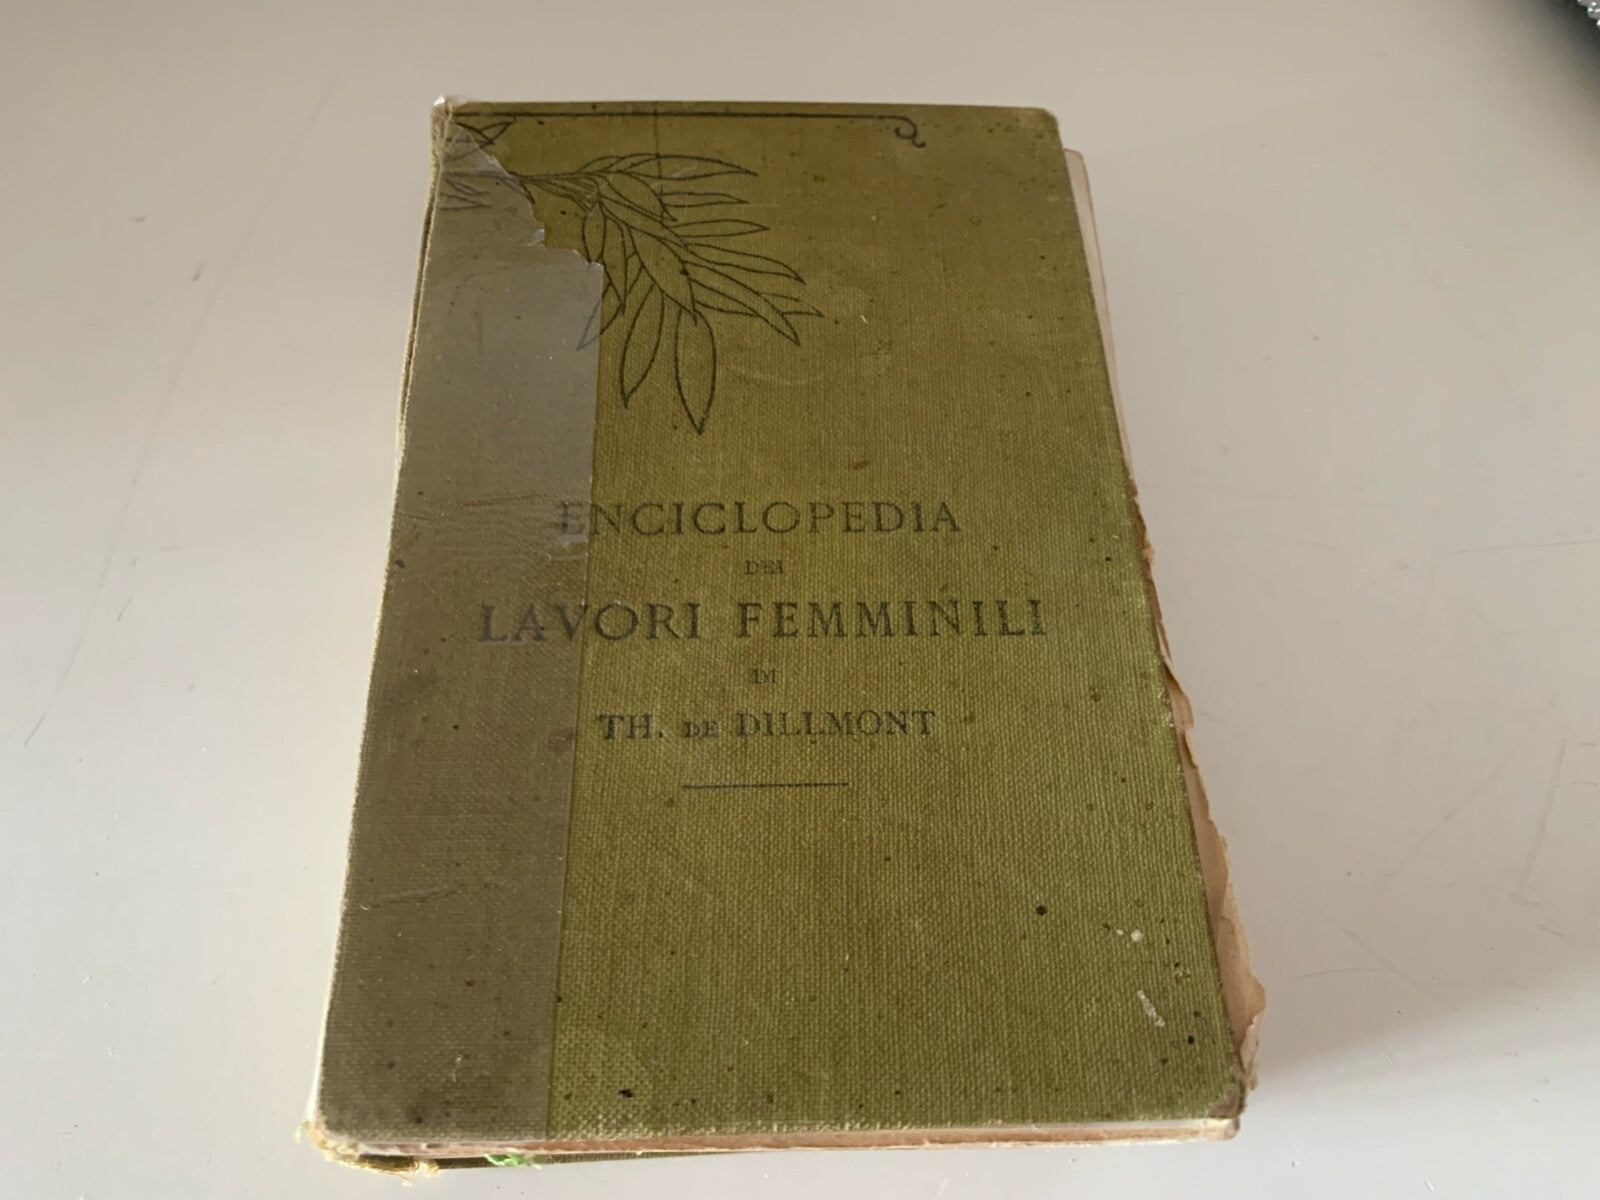 ENCICLOPEDIA
DEI
LAVORI FEMMINILI
DI
TH. DE DILLMONT